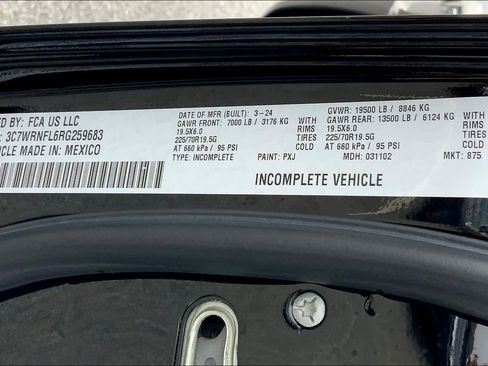 D BY: FCA US LLC
: 3C7WRNFL6RG259683
CLE MADE IN: MEXICO
DATE OF MFR (BUILT): 3-24 GVWR: 19500 LB / 8846 KG
GAWR FRONT: 7000 LB / 3176 KG WITH GAWR REAR: 13500 LB / 6124 KG WITH
19.5X6.0 RIMS 19.5X6.0 RIMS
225/70R19.5G TIRES 225/70R19.5G TIRES
AT 660 kPa / 95 PSI COLD AT 660 kPa / 95 PSI COLD
TYPE: INCOMPLETE PAINT: PXJ MDH: 031102 MKT: 875
INCOMPLETE VEHICLE